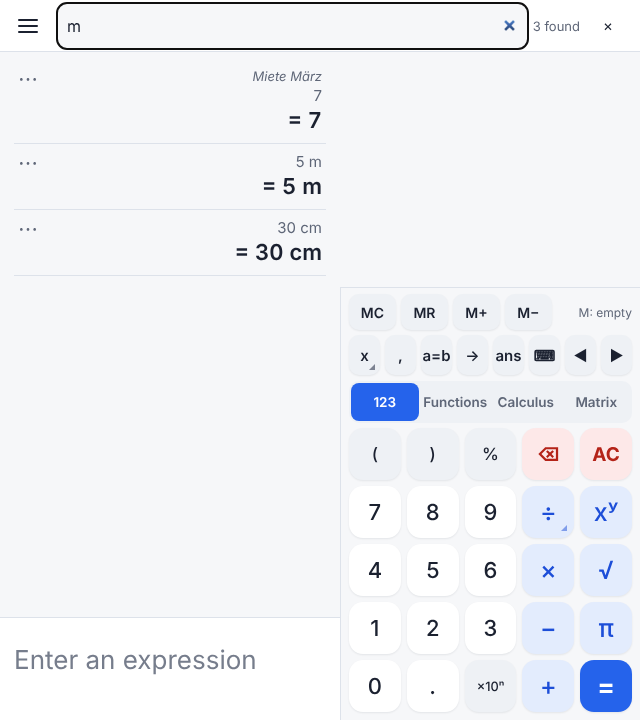 m
3 found
×
Miete März
7
= 7
5 m
= 5 m
30 cm
= 30 cm
MC MR M+ M− M: empty
x , a=b → ans ⌨ ◀ ▶
123 Functions Calculus Matrix
( ) % ⌫ AC
7 8 9 ÷ xʸ
4 5 6 × √
1 2 3 − π
0 . ×10ⁿ + =
Enter an expression